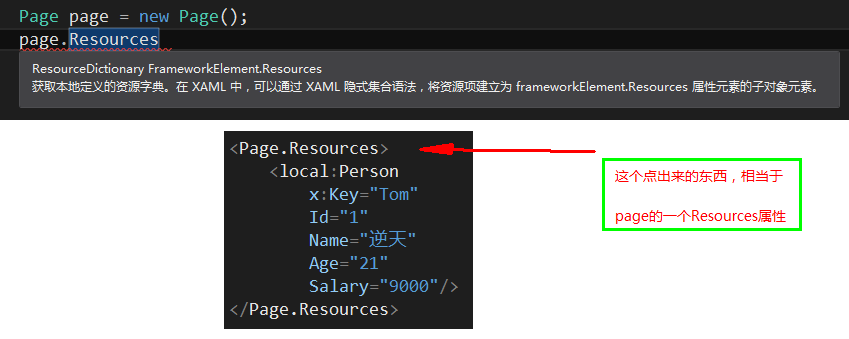 Page page = new Page();
page.Resources
ResourceDictionary FrameworkElement.Resources
获取本地定义的资源字典。在 XAML 中，可以通过 XAML 隐式集合语法，将资源项建立为 frameworkElement.Resources 属性元素的子对象元素。
<Page.Resources>
<local:Person
x:Key="Tom"
Id="1"
Name="逆天"
Age="21"
Salary="9000"/>
</Page.Resources>
这个点出来的东西，相当于
page的一个Resources属性